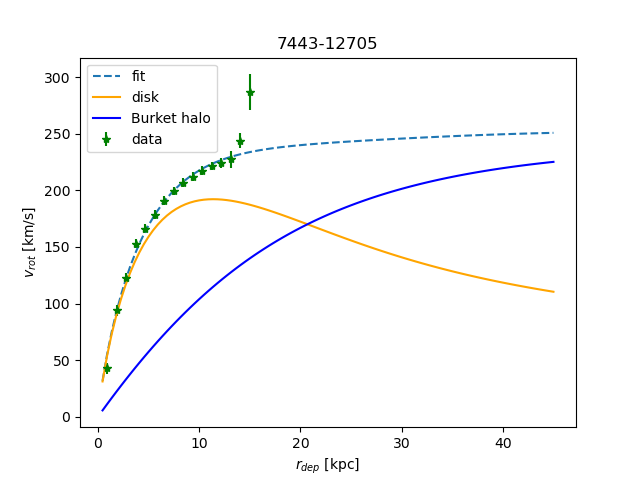 7443-12705
fit
disk
Burket halo
data
300
250
200
150
100
50
0
v_rot [km/s]
0 10 20 30 40
r_dep [kpc]